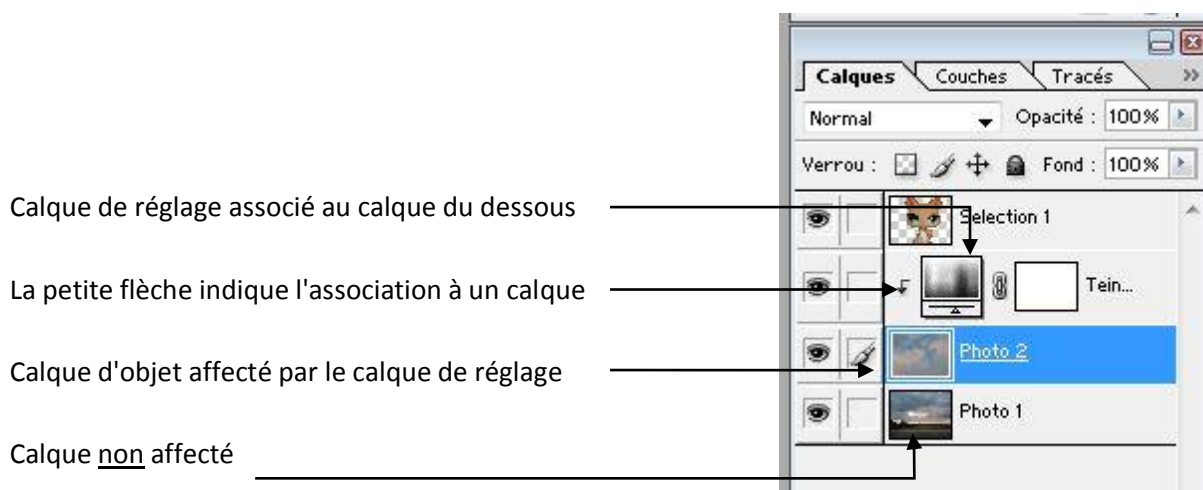 Calques Couches Tracés
Normal Opacité : 100%
Verrou : Fond : 100%
Calque de réglage associé au calque du dessous
Selection 1
La petite flèche indique l'association à un calque
Tein...
Photo 2
Calque d'objet affecté par le calque de réglage
Photo 1
Calque non affecté